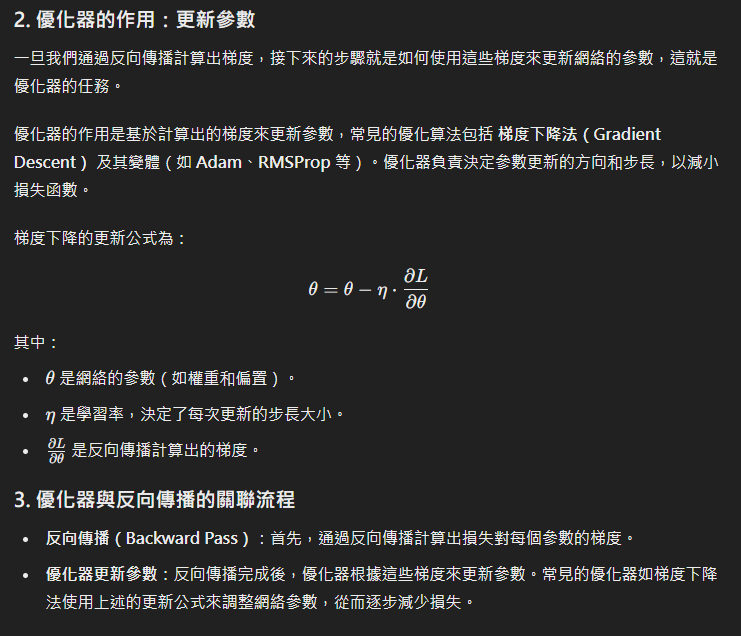 2. 優化器的作用：更新參數
一旦我們通過反向傳播計算出梯度，接下來的步驟就是如何使用這些梯度來更新網絡的參數，這就是
優化器的任務。
優化器的作用是基於計算出的梯度來更新參數，常見的優化算法包括 梯度下降法（Gradient
Descent） 及其變體（如 Adam、RMSProp 等）。優化器負責決定參數更新的方向和步長，以減小
損失函數。
梯度下降的更新公式為：
θ = θ − η · ∂L/∂θ
其中：
• θ 是網絡的參數（如權重和偏置）。
• η 是學習率，決定了每次更新的步長大小。
• ∂L/∂θ 是反向傳播計算出的梯度。
3. 優化器與反向傳播的關聯流程
• 反向傳播（Backward Pass）：首先，通過反向傳播計算出損失對每個參數的梯度。
• 優化器更新參數：反向傳播完成後，優化器根據這些梯度來更新參數。常見的優化器如梯度下降
法使用上述的更新公式來調整網絡參數，從而逐步減少損失。